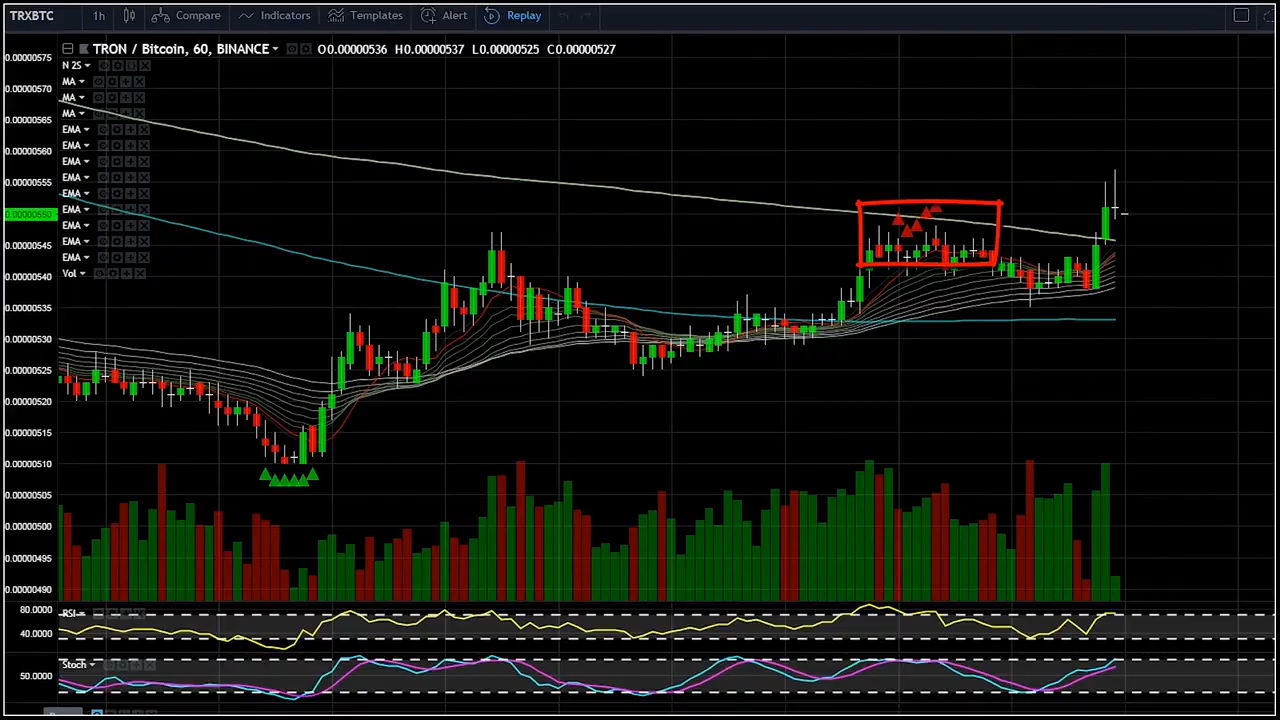 TRXBTC 1h Compare Indicators Templates Alert Replay
TRON / Bitcoin, 60, BINANCE O0.00000536 H0.00000537 L0.00000525 C0.00000527
0.00000575
N 2S
MA
0.00000570
MA
MA
0.00000565
EMA
EMA
0.00000560
EMA
EMA
0.00000555
EMA
EMA
0.00000550
EMA
EMA
0.00000545
EMA
Vol
0.00000540
0.00000535
0.00000530
0.00000525
0.00000520
0.00000515
0.00000510
0.00000505
0.00000500
0.00000495
0.00000490
80.0000
RSI
40.0000
Stoch
50.0000